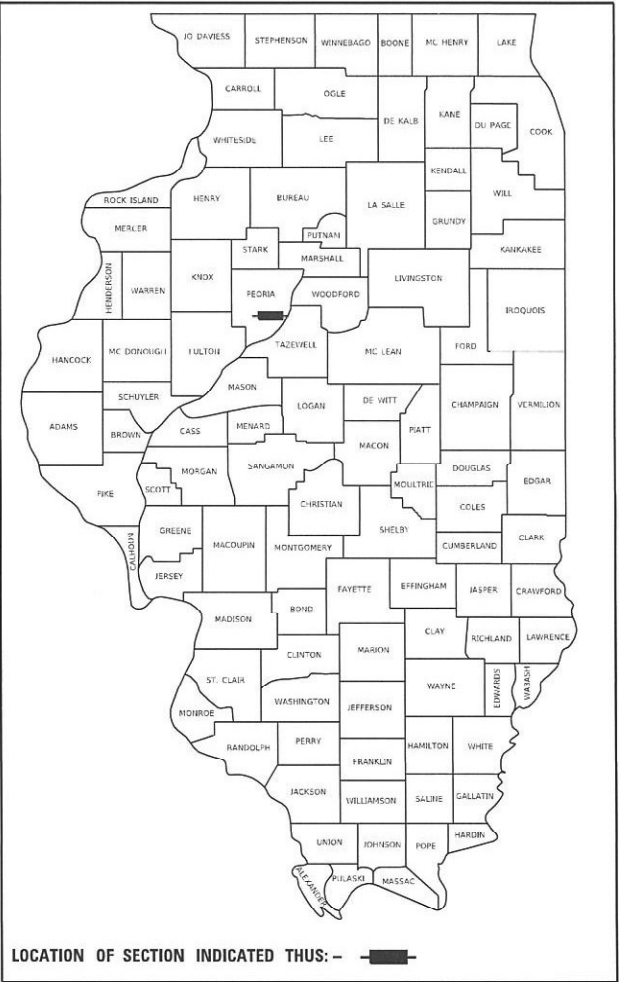 JO DAVIESS STEPHENSON WINNEBAGO BOONE MC HENRY LAKE
CARROLL OGLE DE KALB KANE DU PAGE COOK
WHITESIDE LEE
KENDALL
ROCK ISLAND HENRY BUREAU LA SALLE WILL
MERCER PUTNAM GRUNDY
STARK MARSHALL KANKAKEE
HENDERSON WARREN KNOX LIVINGSTON
PEORIA WOODFORD IROQUOIS
HANCOCK MC DONOUGH FULTON TAZEWELL MC LEAN FORD
SCHUYLER MASON
ADAMS BROWN CASS MENARD LOGAN DE WITT PIATT CHAMPAIGN VERMILION
MACON
PIKE SCOTT MORGAN SANGAMON MOULTRIE DOUGLAS EDGAR
CHRISTIAN COLES
CALHOUN GREENE MACOUPIN MONTGOMERY SHELBY CUMBERLAND CLARK
JERSEY FAYETTE EFFINGHAM JASPER CRAWFORD
MADISON BOND
CLAY RICHLAND LAWRENCE
CLINTON MARION
ST. CLAIR WAYNE EDWARDS WABASH
MONROE WASHINGTON JEFFERSON
RANDOLPH PERRY HAMILTON WHITE
FRANKLIN
JACKSON WILLIAMSON SALINE GALLATIN
UNION JOHNSON POPE HARDIN
ALEXANDER PULASKI MASSAC
LOCATION OF SECTION INDICATED THUS: –